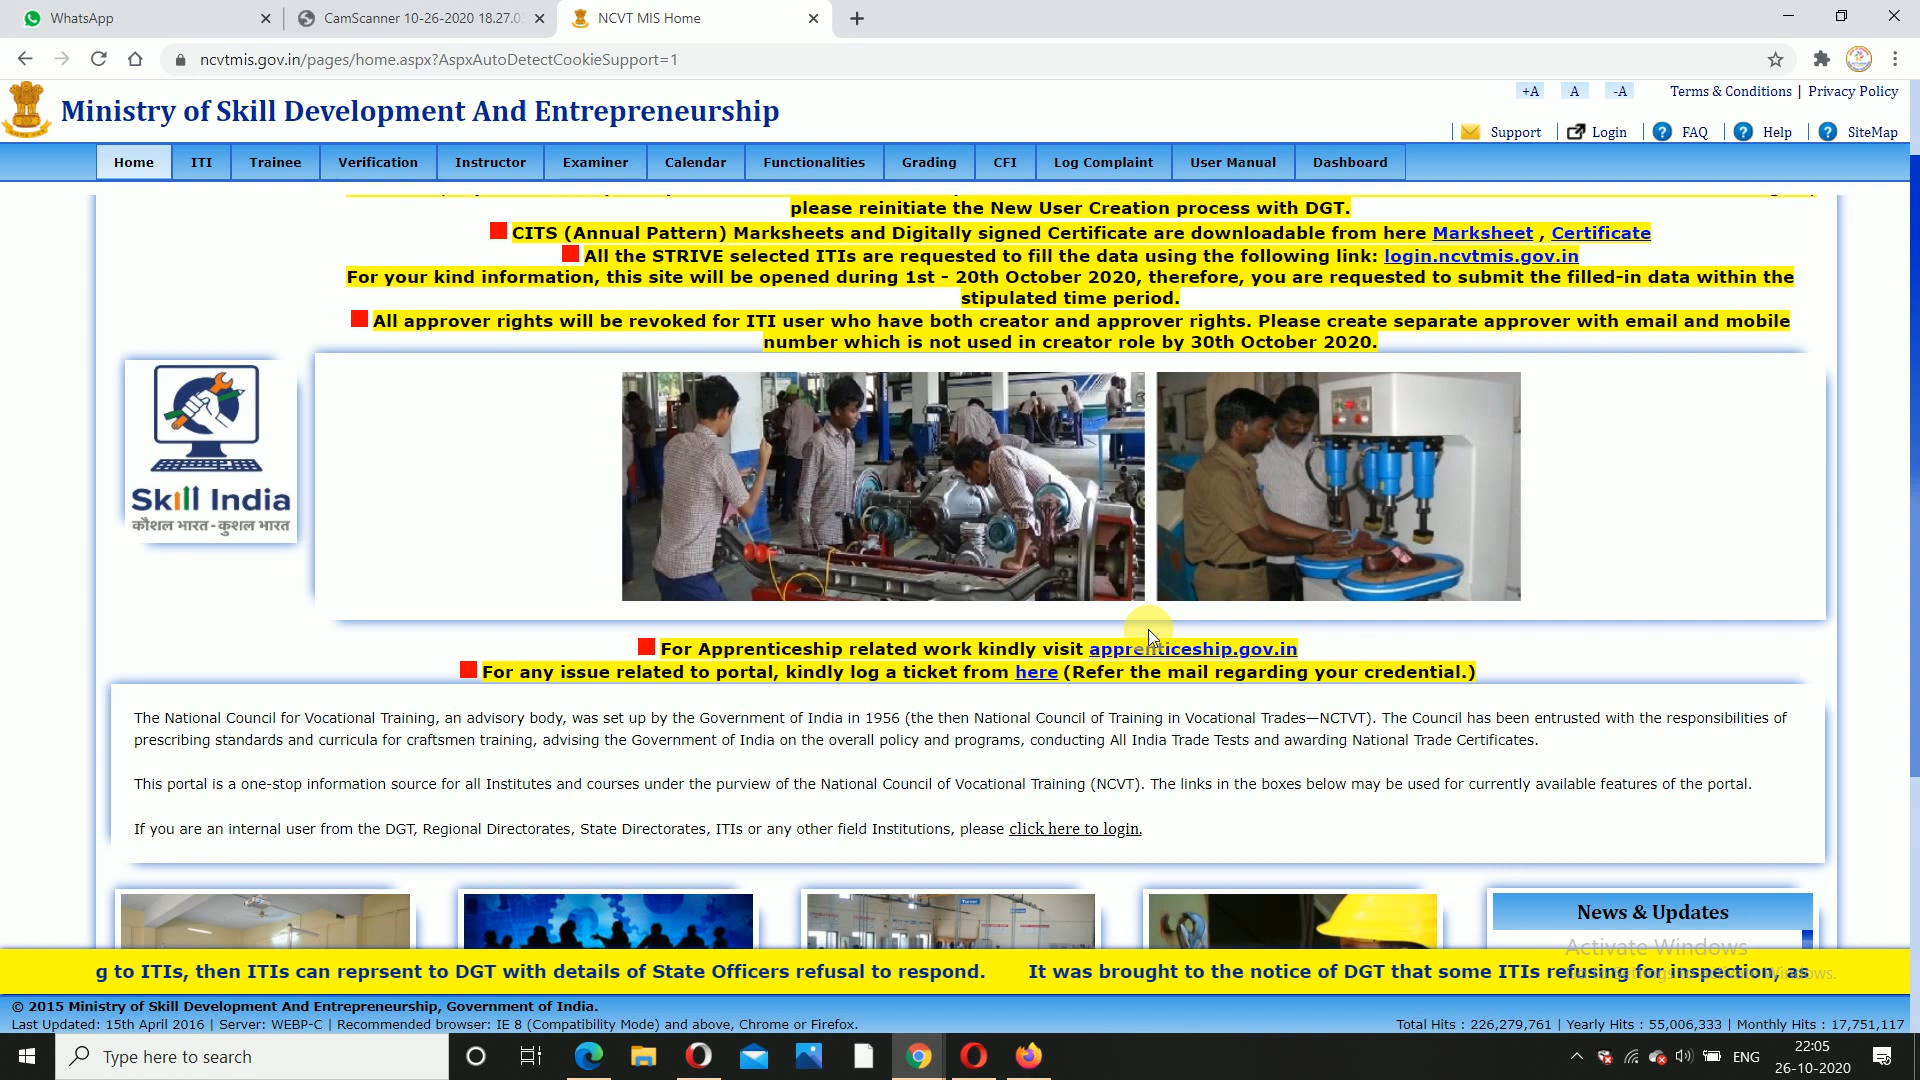 WhatsApp
CamScanner 10-26-2020 18.27.0
NCVT MIS Home
ncvtmis.gov.in/pages/home.aspx?AspxAutoDetectCookieSupport=1
+A A -A Terms & Conditions | Privacy Policy
Ministry of Skill Development And Entrepreneurship
Support Login FAQ Help SiteMap
Home ITI Trainee Verification Instructor Examiner Calendar Functionalities Grading CFI Log Complaint User Manual Dashboard
please reinitiate the New User Creation process with DGT.
CITS (Annual Pattern) Marksheets and Digitally signed Certificate are downloadable from here Marksheet , Certificate
All the STRIVE selected ITIs are requested to fill the data using the following link: login.ncvtmis.gov.in
For your kind information, this site will be opened during 1st - 20th October 2020, therefore, you are requested to submit the filled-in data within the
stipulated time period.
All approver rights will be revoked for ITI user who have both creator and approver rights. Please create separate approver with email and mobile
number which is not used in creator role by 30th October 2020.
Skill India
कौशल भारत-कुशल भारत
For Apprenticeship related work kindly visit apprenticeship.gov.in
For any issue related to portal, kindly log a ticket from here (Refer the mail regarding your credential.)
The National Council for Vocational Training, an advisory body, was set up by the Government of India in 1956 (the then National Council of Training in Vocational Trades—NCTVT). The Council has been entrusted with the responsibilities of
prescribing standards and curricula for craftsmen training, advising the Government of India on the overall policy and programs, conducting All India Trade Tests and awarding National Trade Certificates.
This portal is a one-stop information source for all Institutes and courses under the purview of the National Council of Vocational Training (NCVT). The links in the boxes below may be used for currently available features of the portal.
If you are an internal user from the DGT, Regional Directorates, State Directorates, ITIs or any other field Institutions, please click here to login.
News & Updates
Activate Windows
g to ITIs, then ITIs can reprsent to DGT with details of State Officers refusal to respond. It was brought to the notice of DGT that some ITIs refusing for inspection, as
© 2015 Ministry of Skill Development And Entrepreneurship, Government of India.
Last Updated: 15th April 2016 | Server: WEBP-C | Recommended browser: IE 8 (Compatibility Mode) and above, Chrome or Firefox.
Total Hits : 226,279,761 | Yearly Hits : 55,006,333 | Monthly Hits : 17,751,117
Type here to search
ENG
22:05
26-10-2020